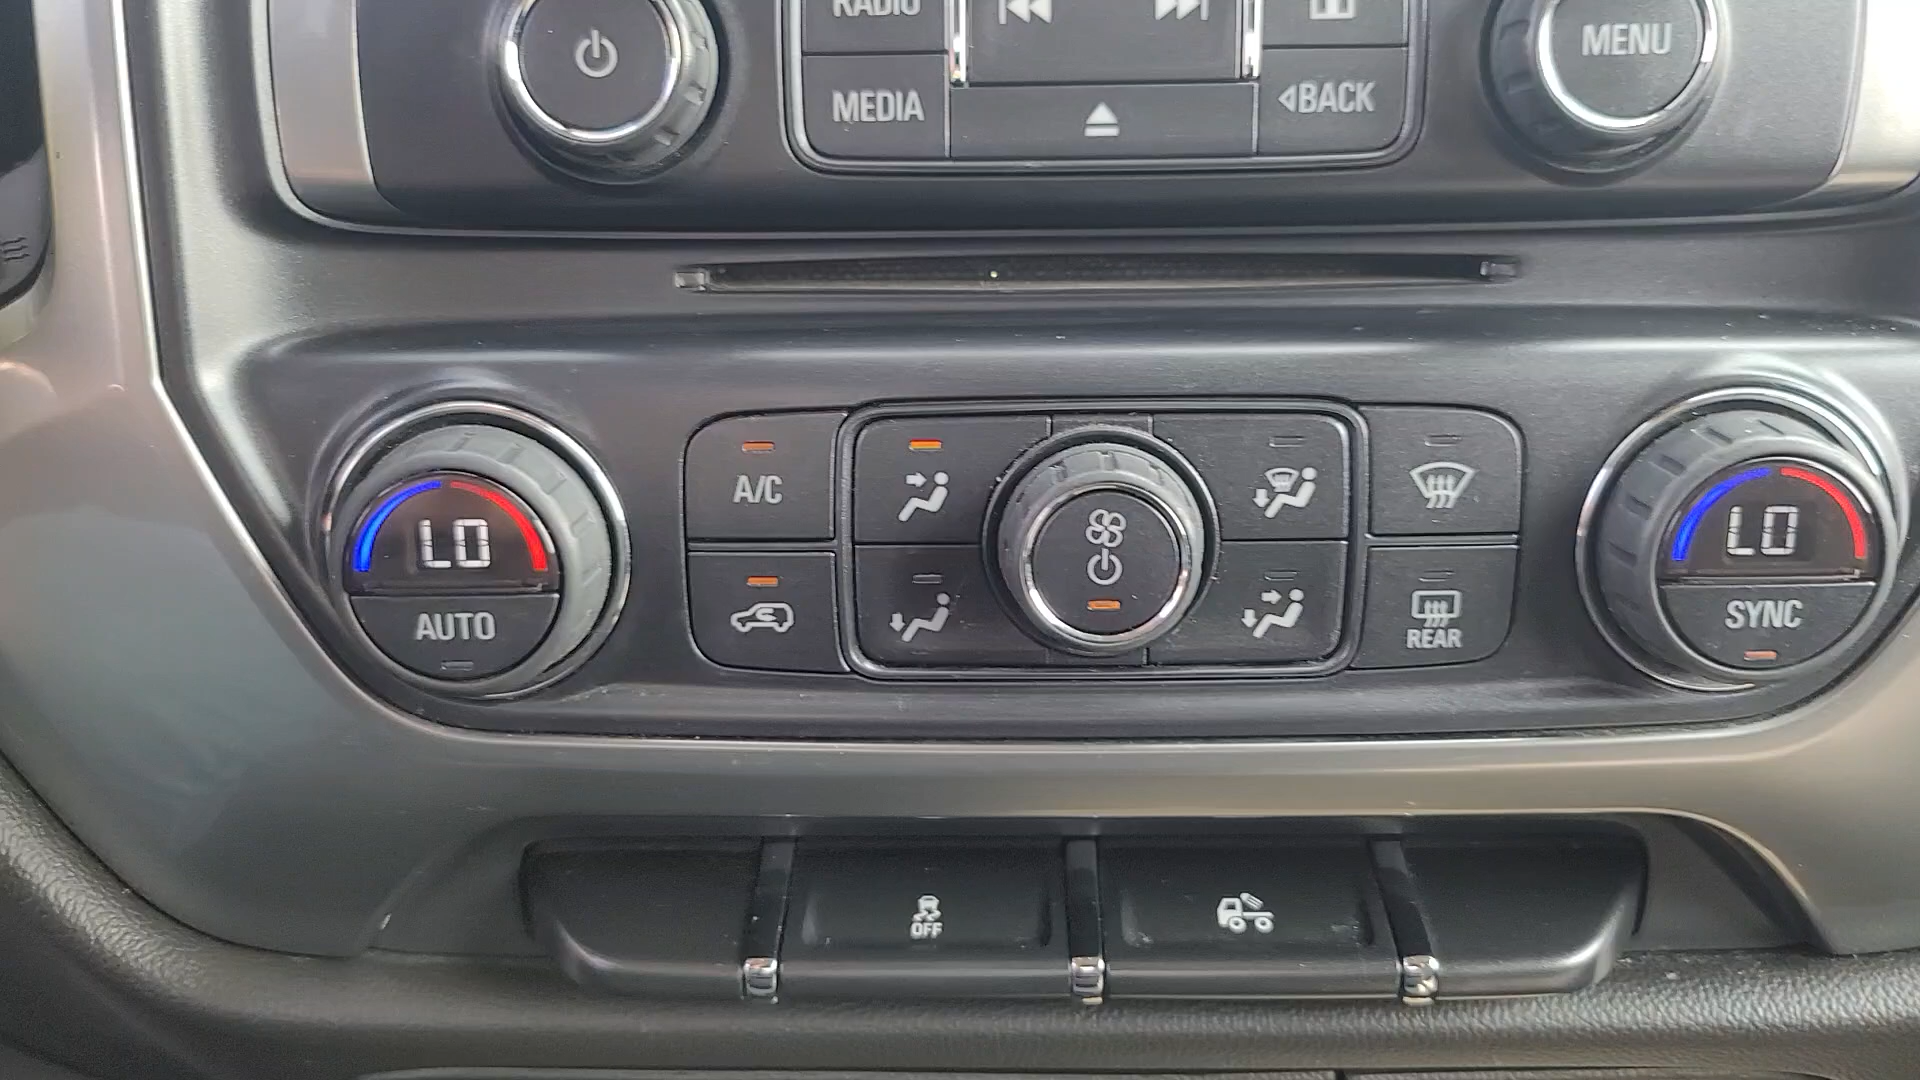 RADIO
MEDIA
BACK
MENU
A/C
LO
AUTO
LO
SYNC
REAR
OFF